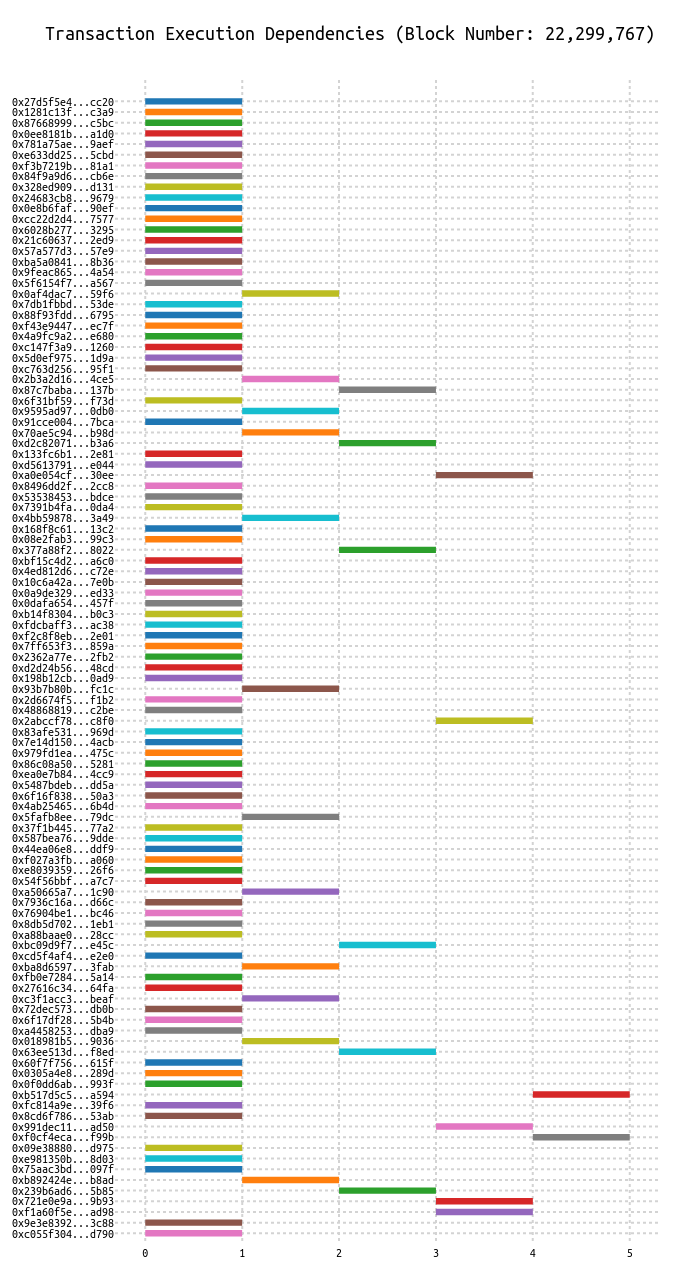 Transaction Execution Dependencies (Block Number: 22,299,767)
0x27d5f5e4...cc20
0x1281c13f...c3a9
0x87668999...c5bc
0x0ee8181b...a1d0
0x781a75ae...9aef
0xe633dd25...5cbd
0xf3b7219b...81a1
0x84f9a9d6...cb6e
0x328ed909...d131
0x24683cb8...9679
0x0e8b6faf...90ef
0xcc22d2d4...7577
0x6028b277...3295
0x21c60637...2ed9
0x57a577d3...57e9
0xba5a0841...8b36
0x9feac865...4a54
0x5f6154f7...a567
0x0af4dac7...59f6
0x7db1fbbd...53de
0x88f93fdd...6795
0xf43e9447...ec7f
0x4a9fc9a2...e680
0xc147f3a9...1260
0x5d0ef975...1d9a
0xc763d256...95f1
0x2b3a2d16...4ce5
0x87c7baba...137b
0x6f31bf59...f73d
0x9595ad97...0db0
0x91cce004...7bca
0x70ae5c94...b98d
0xd2c82071...b3a6
0x133fc6b1...2e81
0xd5613791...e044
0xa0e054cf...30ee
0x8496dd2f...2cc8
0x53538453...bdce
0x7391b4fa...0da4
0x4bb59878...3a49
0x168f8c61...13c2
0x08e2fab3...99c3
0x377a88f2...8022
0xbf15c4d2...a6c0
0x4ed812d6...c72e
0x10c6a42a...7e0b
0x0a9de329...ed33
0x0dafa654...457f
0xb14f8304...b0c3
0xfdcbaff3...ac38
0xf2c8f8eb...2e01
0x7ff653f3...859a
0x2362a77e...2fb2
0xd2d24b56...48cd
0x198b12cb...0ad9
0x93b7b80b...fc1c
0x2d6674f5...f1b2
0x48868819...c2be
0x2abccf78...c8f0
0x83afe531...969d
0x7e14d150...4acb
0x979fd1ea...475c
0x86c08a50...5281
0xea0e7b84...4cc9
0x5487bdeb...dd5a
0x6f16f838...50a3
0x4ab25465...6b4d
0x5fafb8ee...79dc
0x37f1b445...77a2
0x587bea76...9dde
0x44ea06e8...ddf9
0xf027a3fb...a060
0xe8039359...26f6
0x54f56bbf...a7c7
0xa50665a7...1c90
0x7936c16a...d66c
0x76904be1...bc46
0x8db5d702...1eb1
0xa88baae0...28cc
0xbc09d9f7...e45c
0xcd5f4af4...e2e0
0xba8d6597...3fab
0xfb0e7284...5a14
0x27616c34...64fa
0xc3f1acc3...beaf
0x72dec573...db0b
0x6f17df28...5b4b
0xa4458253...dba9
0x018981b5...9036
0x63ee513d...f8ed
0x60f7f756...615f
0x0305a4e8...289d
0x0f0dd6ab...993f
0xb517d5c5...a594
0xfc814a9e...39f6
0x8cd6f786...53ab
0x991dec11...ad50
0xf0cf4eca...f99b
0x09e38880...d975
0xe981350b...8d03
0x75aac3bd...097f
0xb892424e...b8ad
0x239b6ad6...5b85
0x721e0e9a...9b93
0xf1a60f5e...ad98
0x9e3e8392...3c88
0xc055f304...d790
0 1 2 3 4 5